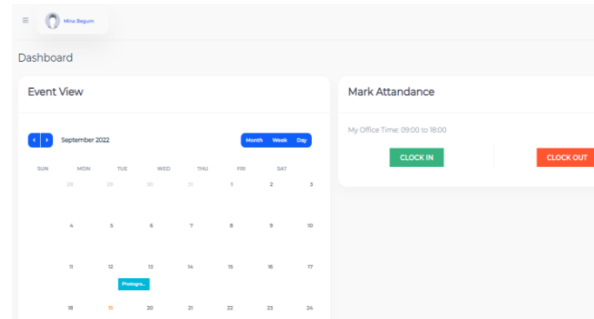 Mina Begum
Dashboard
Event View
September 2022
Month Week Day
SUN MON TUE WED THU FRI SAT
28 29 30 31 1 2 3
4 5 6 7 8 9 10
11 12 13 14 15 16 17
Photogra...
18 19 20 21 22 23 24
Mark Attandance
My Office Time: 09:00 to 18:00
CLOCK IN CLOCK OUT